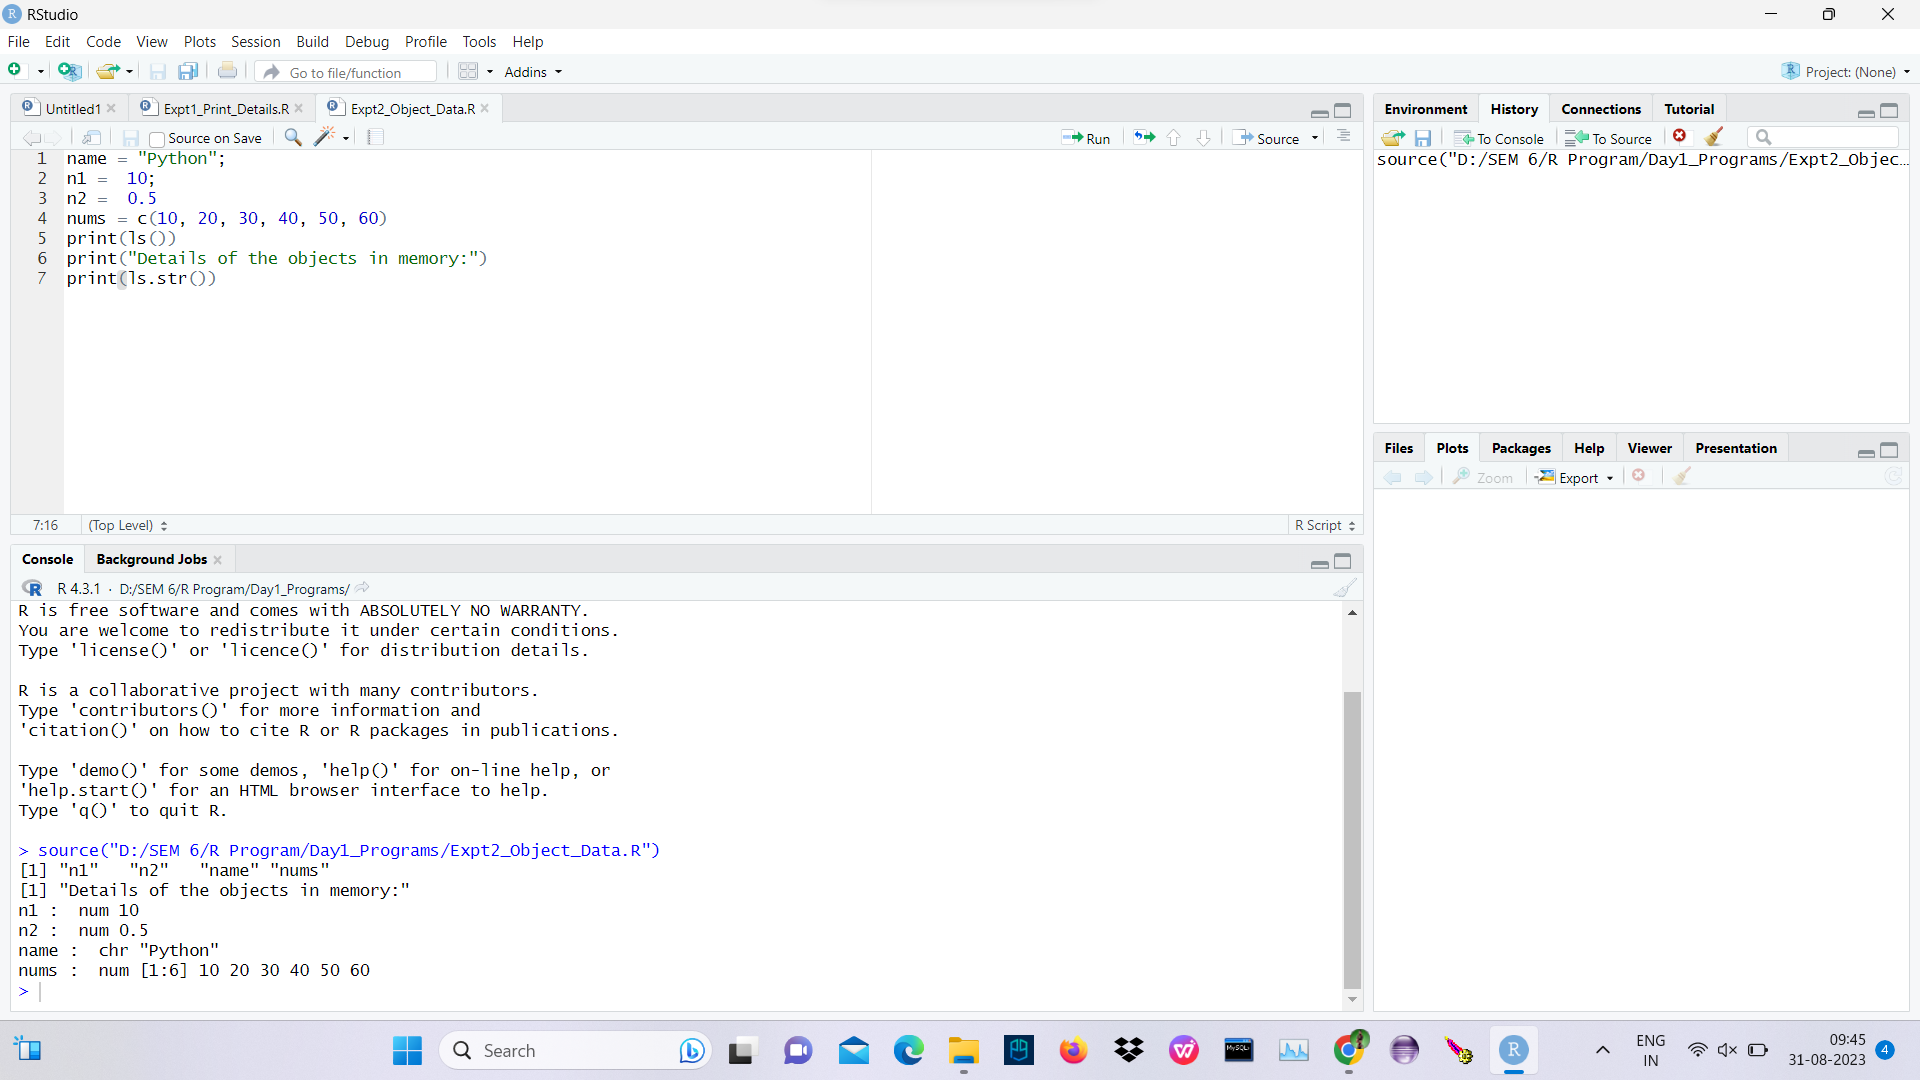 RStudio
File Edit Code View Plots Session Build Debug Profile Tools Help
Go to file/function Addins Project: (None)
Untitled1 Expt1_Print_Details.R Expt2_Object_Data.R
Source on Save Run Source
1 name = "Python";
2 n1 =  10;
3 n2 =  0.5
4 nums = c(10, 20, 30, 40, 50, 60)
5 print(ls())
6 print("Details of the objects in memory:")
7 print(ls.str())
7:16 (Top Level) R Script
Console Background Jobs
R 4.3.1 · D:/SEM 6/R Program/Day1_Programs/
R is free software and comes with ABSOLUTELY NO WARRANTY.
You are welcome to redistribute it under certain conditions.
Type 'license()' or 'licence()' for distribution details.
R is a collaborative project with many contributors.
Type 'contributors()' for more information and
'citation()' on how to cite R or R packages in publications.
Type 'demo()' for some demos, 'help()' for on-line help, or
'help.start()' for an HTML browser interface to help.
Type 'q()' to quit R.
> source("D:/SEM 6/R Program/Day1_Programs/Expt2_Object_Data.R")
[1] "n1"   "n2"   "name" "nums"
[1] "Details of the objects in memory:"
n1 :  num 10
n2 :  num 0.5
name :  chr "Python"
nums :  num [1:6] 10 20 30 40 50 60
>
Environment History Connections Tutorial
To Console To Source
source("D:/SEM 6/R Program/Day1_Programs/Expt2_Objec…
Files Plots Packages Help Viewer Presentation
Zoom Export
Search
MySQL
R
ENG
IN
09:45
31-08-2023
4